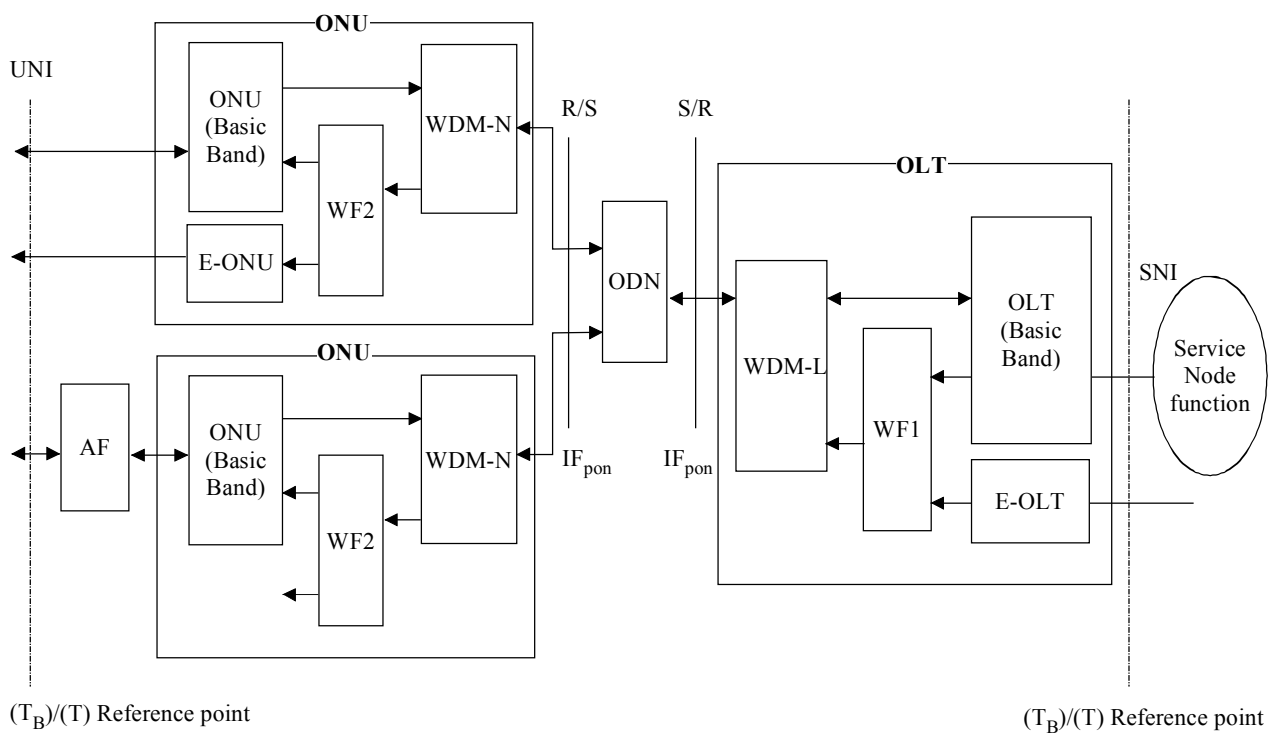 ONU
UNI
ONU
(Basic
Band)
WDM-N
WF2
E-ONU
R/S
S/R
ODN
OLT
WDM-L
OLT
(Basic
Band)
WF1
E-OLT
SNI
Service
Node
function
ONU
AF
ONU
(Basic
Band)
WDM-N
WF2
IFpon
IFpon
(TB)/(T) Reference point
(TB)/(T) Reference point